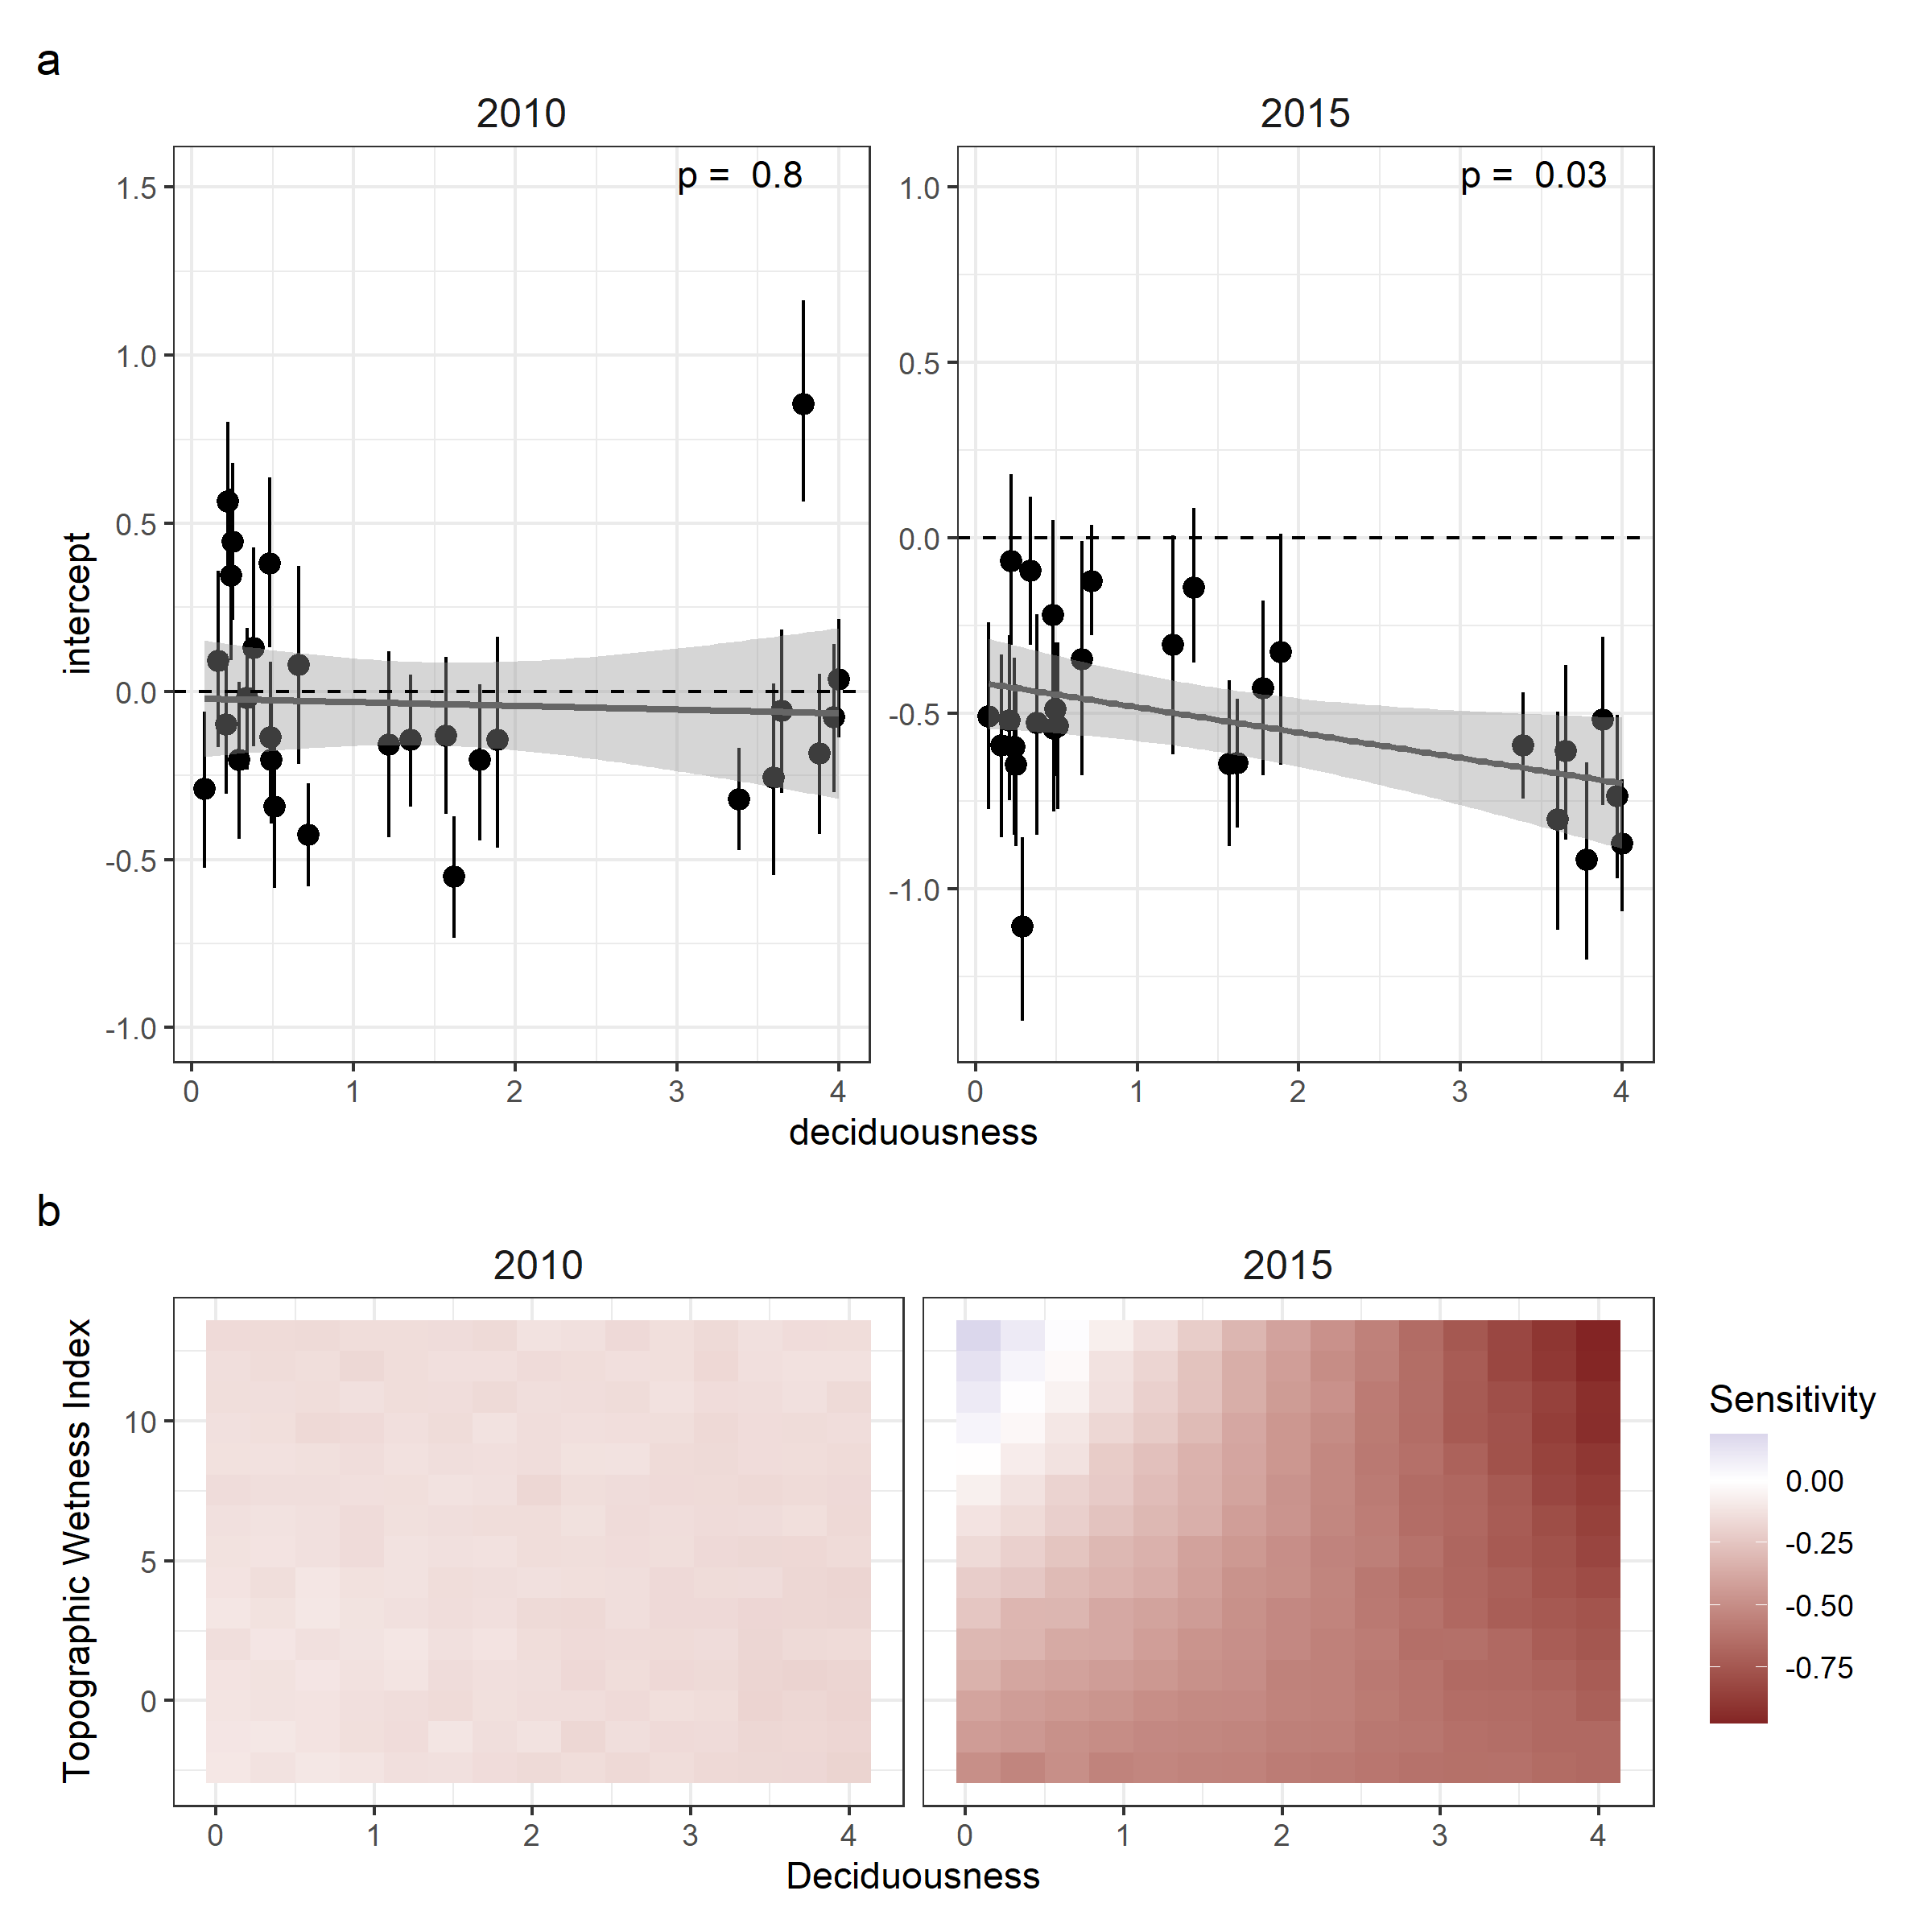 a
2010
2015
p = 0.8
p = 0.03
intercept
1.5
1.0
0.5
0.0
-0.5
-1.0
1.0
0.5
0.0
-0.5
-1.0
0 1 2 3 4
0 1 2 3 4
deciduousness
b
2010
2015
Topographic Wetness Index
10
5
0
0 1 2 3 4
0 1 2 3 4
Deciduousness
Sensitivity
0.00
-0.25
-0.50
-0.75